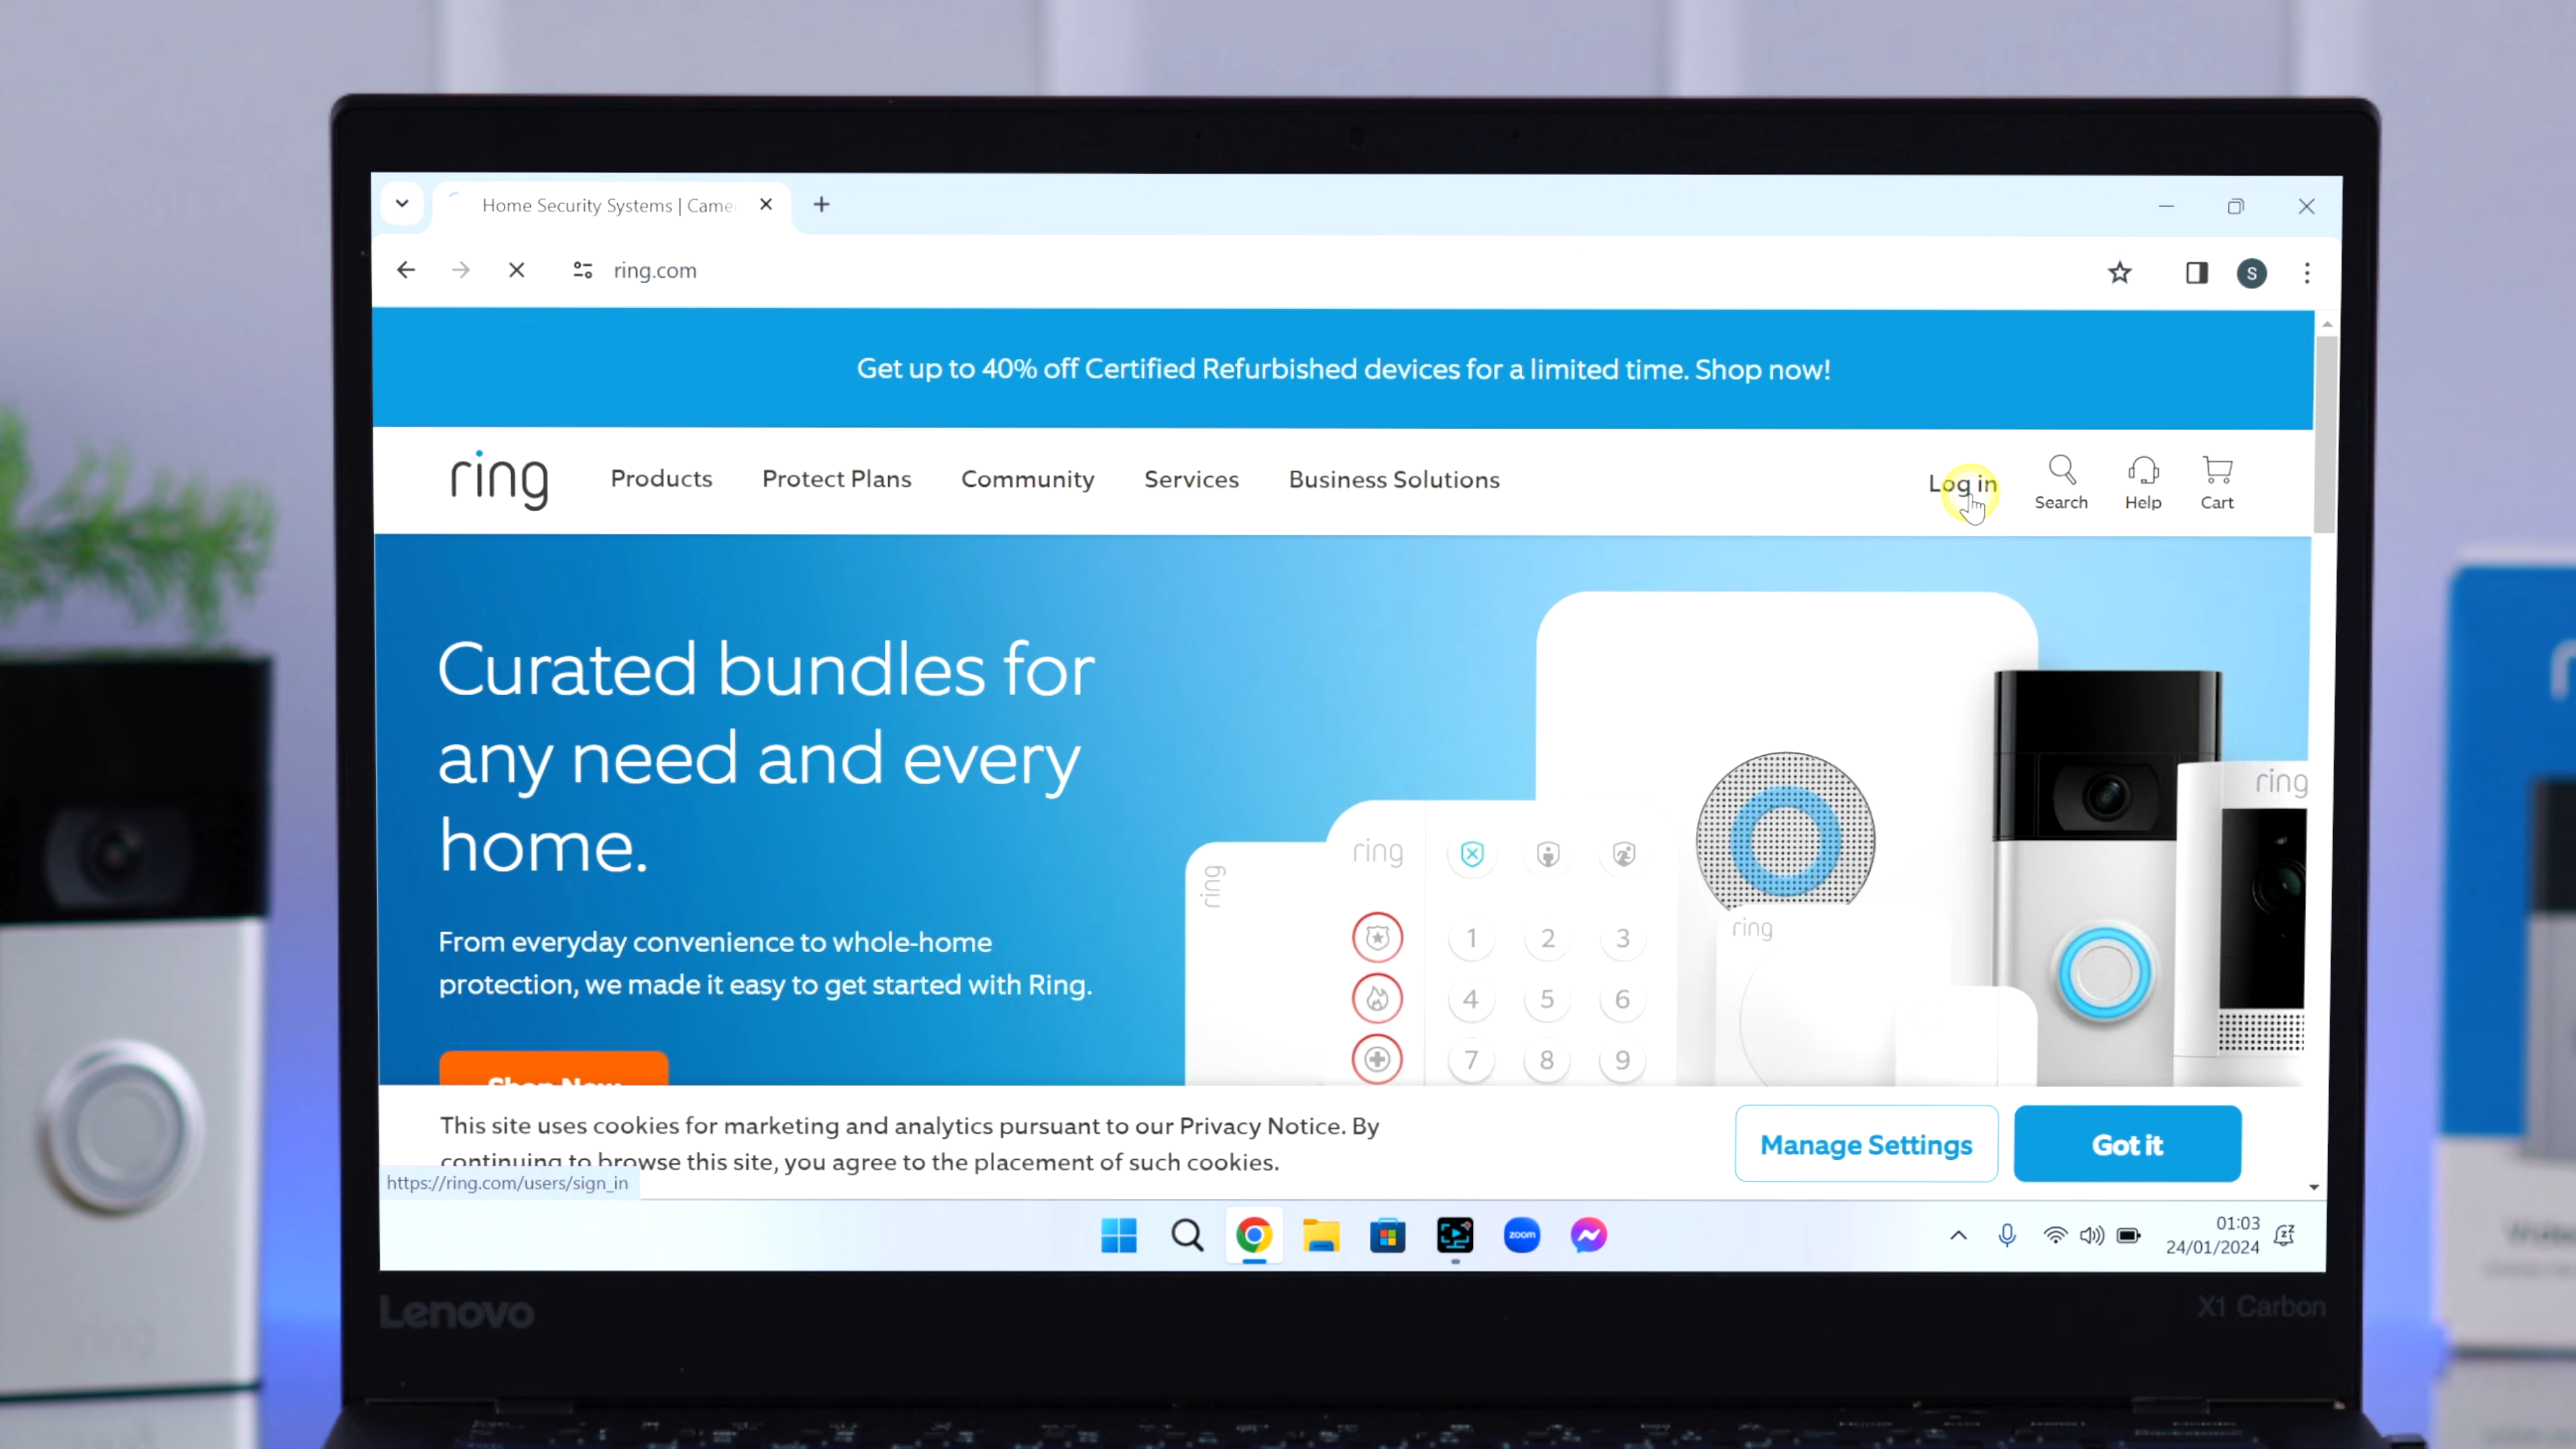 Home Security Systems | Came
ring.com
S
Get up to 40% off Certified Refurbished devices for a limited time. Shop now!
ring
Products
Protect Plans
Community
Services
Business Solutions
Log in
Search
Help
Cart
Curated bundles for
any need and every
home.
From everyday convenience to whole-home
protection, we made it easy to get started with Ring.
Shop Now
ring
ring
1 2 3
4 5 6
7 8 9
ring
ring
This site uses cookies for marketing and analytics pursuant to our Privacy Notice. By
continuing to browse this site, you agree to the placement of such cookies.
Manage Settings
Got it
https://ring.com/users/sign_in
zoom
01:03
24/01/2024
Lenovo
X1 Carbon
ring